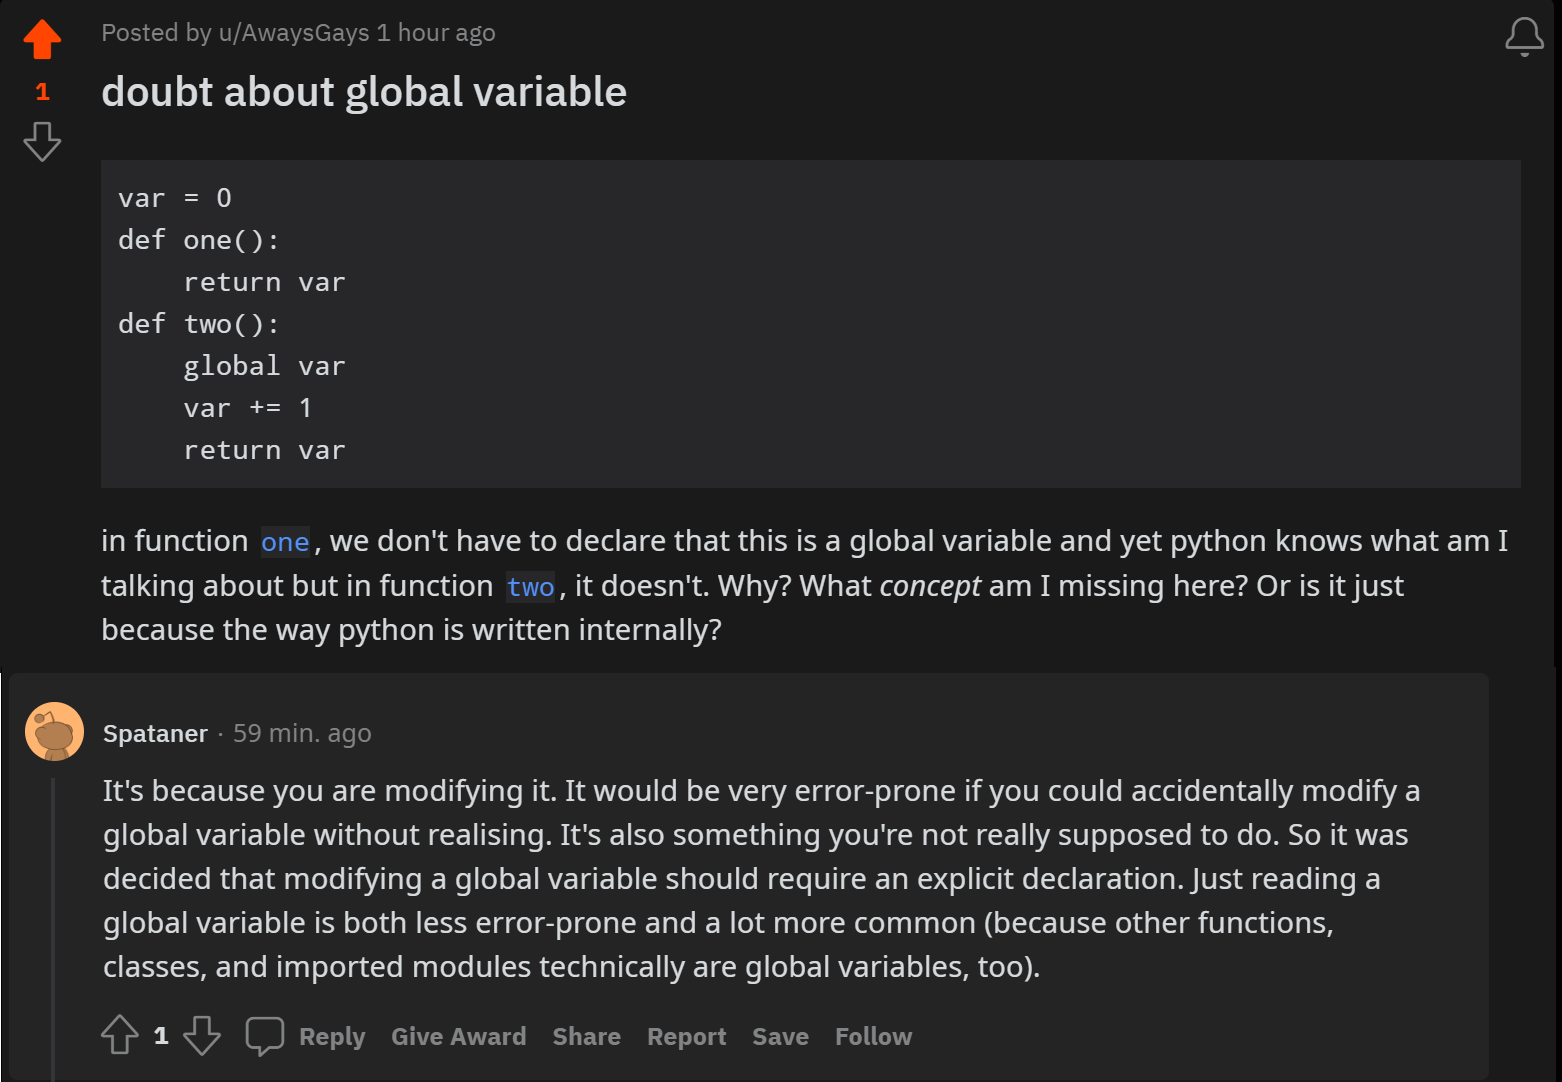 Posted by u/AwaysGays 1 hour ago
1
doubt about global variable
var = 0
def one():
    return var
def two():
    global var
    var += 1
    return var
in function one, we don't have to declare that this is a global variable and yet python knows what am I
talking about but in function two, it doesn't. Why? What concept am I missing here? Or is it just
because the way python is written internally?
Spataner · 59 min. ago
It's because you are modifying it. It would be very error-prone if you could accidentally modify a
global variable without realising. It's also something you're not really supposed to do. So it was
decided that modifying a global variable should require an explicit declaration. Just reading a
global variable is both less error-prone and a lot more common (because other functions,
classes, and imported modules technically are global variables, too).
1 Reply Give Award Share Report Save Follow